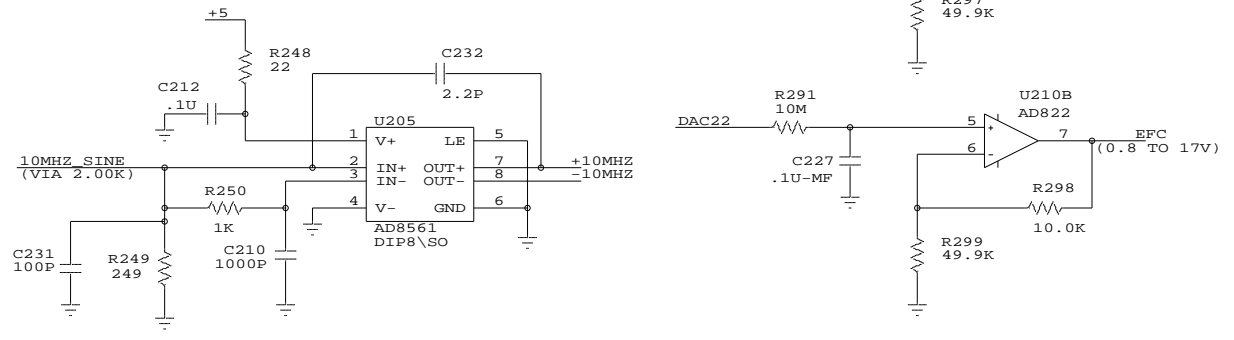 +5
R248
22
C212
.1U
C232
2.2P
U205
1 V+ LE 5
2 IN+ OUT+ 7
3 IN- OUT- 8
4 V- GND 6
AD8561
DIP8\SO
10MHZ_SINE
(VIA 2.00K)
+10MHZ
-10MHZ
R250
1K
C231
100P
R249
249
C210
1000P
R297
49.9K
DAC22
R291
10M
C227
.1U-MF
U210B
AD822
5 +
6 -
7
EFC
(0.8 TO 17V)
R298
10.0K
R299
49.9K